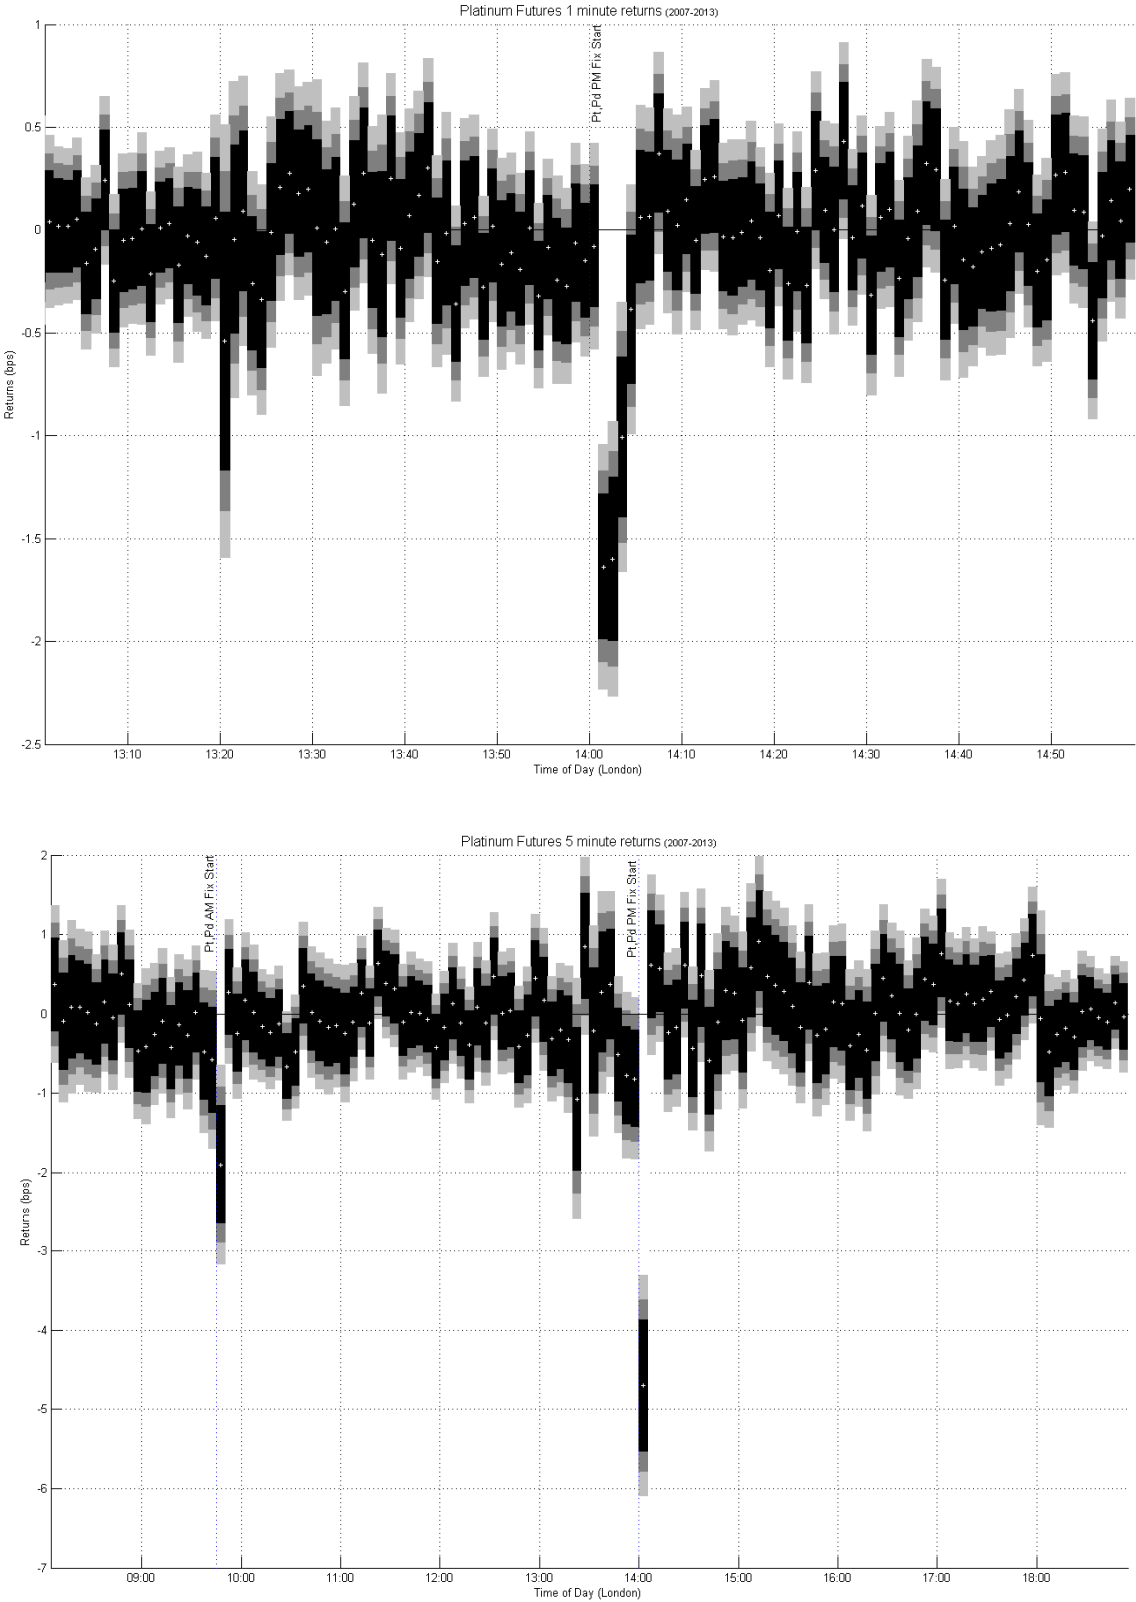 Platinum Futures 1 minute returns (2007-2013)
1
0.5
0
-0.5
-1
-1.5
-2
-2.5
Returns (bps)
Pt,Pd PM Fix Start
13:10 13:20 13:30 13:40 13:50 14:00 14:10 14:20 14:30 14:40 14:50
Time of Day (London)
Platinum Futures 5 minute returns (2007-2013)
2
1
0
-1
-2
-3
-4
-5
-6
-7
Returns (bps)
Pt,Pd AM Fix Start
Pt,Pd PM Fix Start
09:00 10:00 11:00 12:00 13:00 14:00 15:00 16:00 17:00 18:00
Time of Day (London)